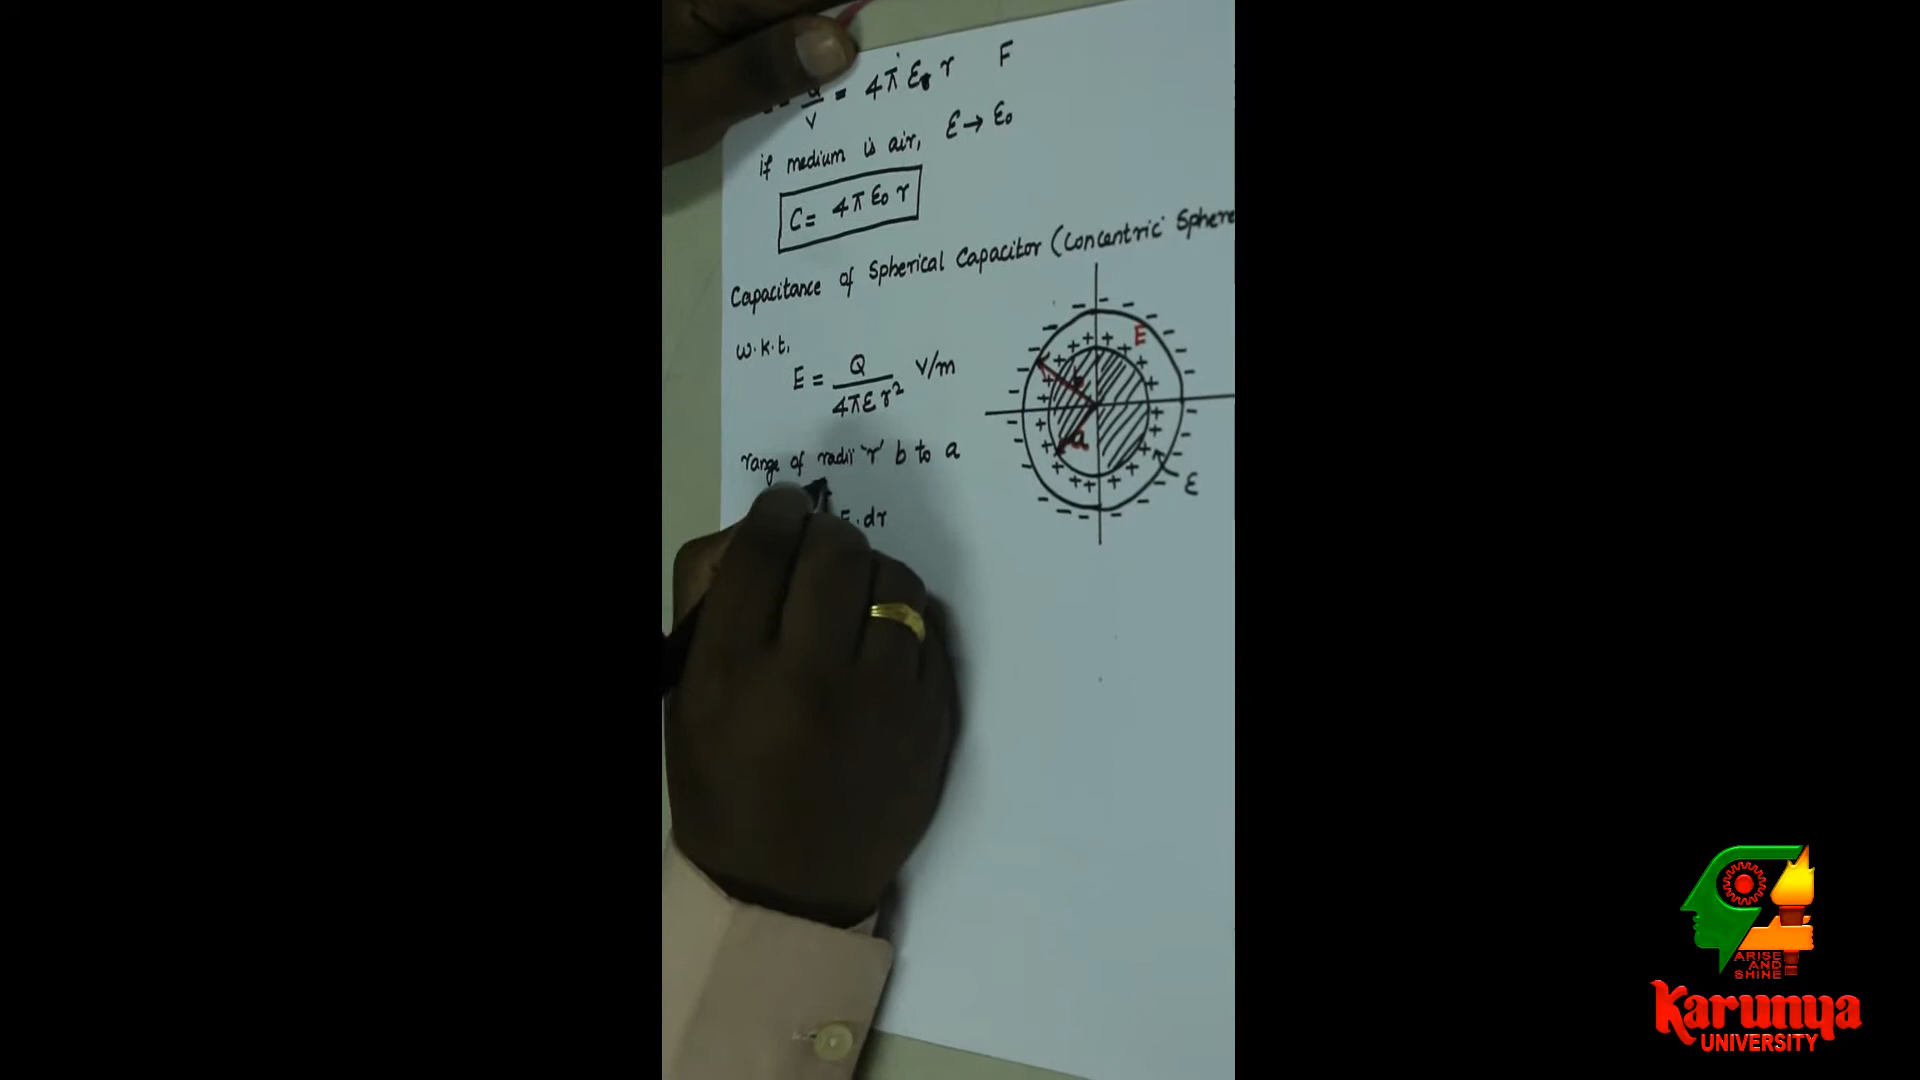 Q/V = 4π ε r F
if medium is air, ε → ε₀
C = 4π ε₀ r
Capacitance of Spherical Capacitor (Concentric Sphere
w.k.t.
E = Q / 4πε r² V/m
range of radii 'r' b to a
E. dr
E
b
a
ε
ARISE
AND
SHINE
Karunya
UNIVERSITY